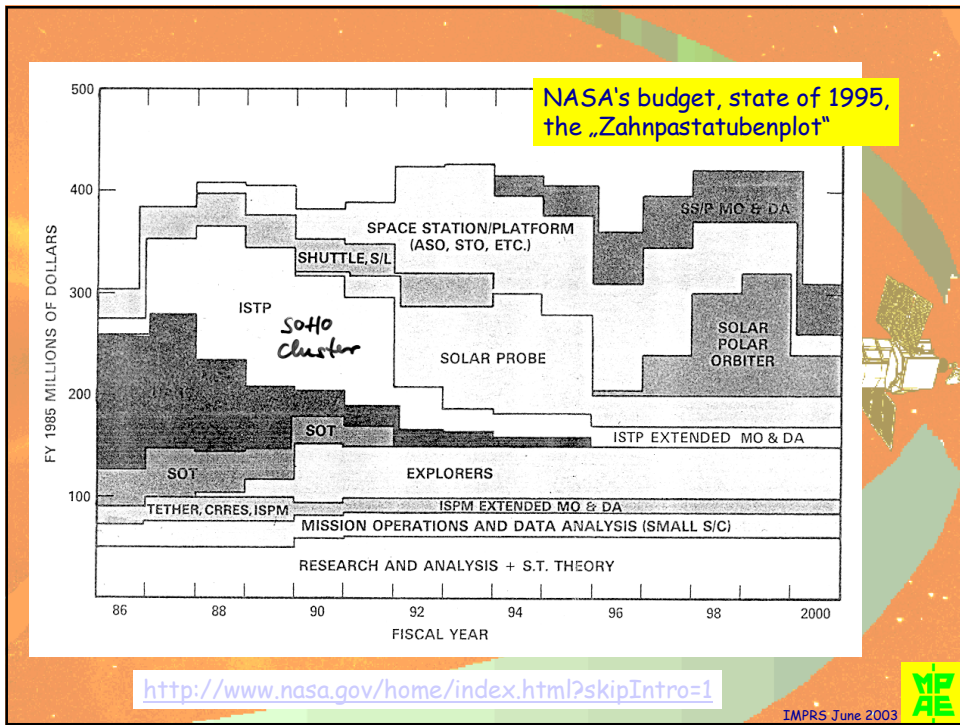 NASA's budget, state of 1995,
the „Zahnpastatubenplot“
500
400
300
200
100
FY 1985 MILLIONS OF DOLLARS
SS/P MO & DA
SPACE STATION/PLATFORM
(ASO, STO, ETC.)
SHUTTLE, S/L
ISTP
SOHO
Cluster
SOLAR PROBE
SOLAR
POLAR
ORBITER
ISTP EXTENDED MO & DA
SOT
SOT
EXPLORERS
TETHER, CRRES, ISPM
ISPM EXTENDED MO & DA
MISSION OPERATIONS AND DATA ANALYSIS (SMALL S/C)
RESEARCH AND ANALYSIS + S.T. THEORY
86 88 90 92 94 96 98 2000
FISCAL YEAR
http://www.nasa.gov/home/index.html?skipIntro=1
IMPRS June 2003
MP
AE